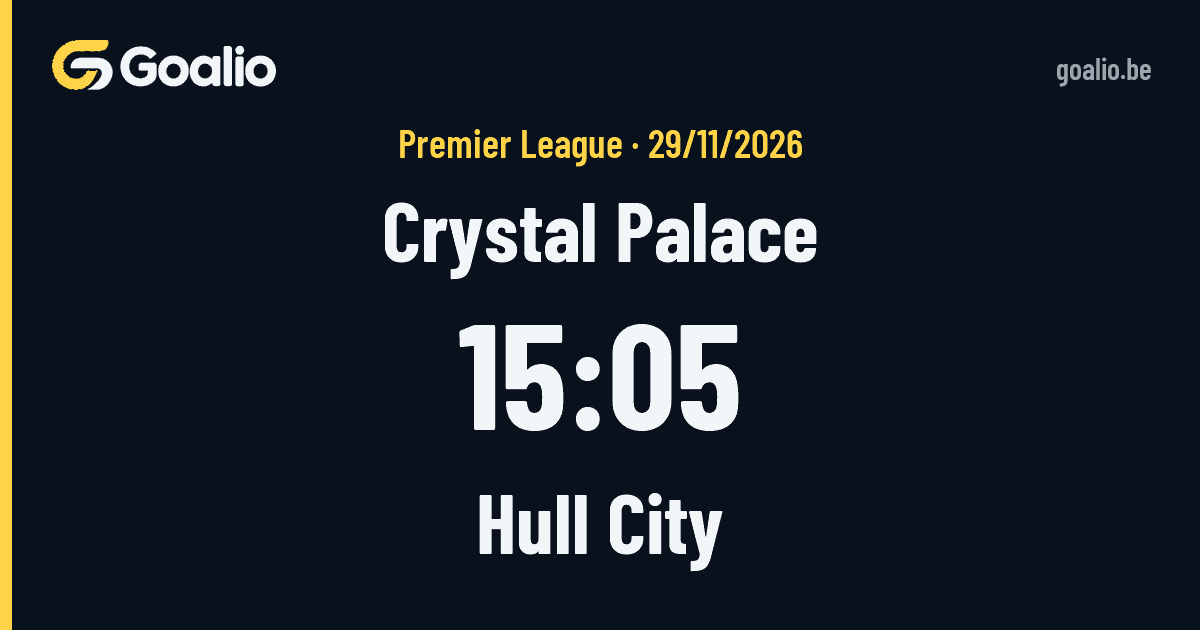 Goalio
goalio.be
Premier League · 29/11/2026
Crystal Palace
15:05
Hull City